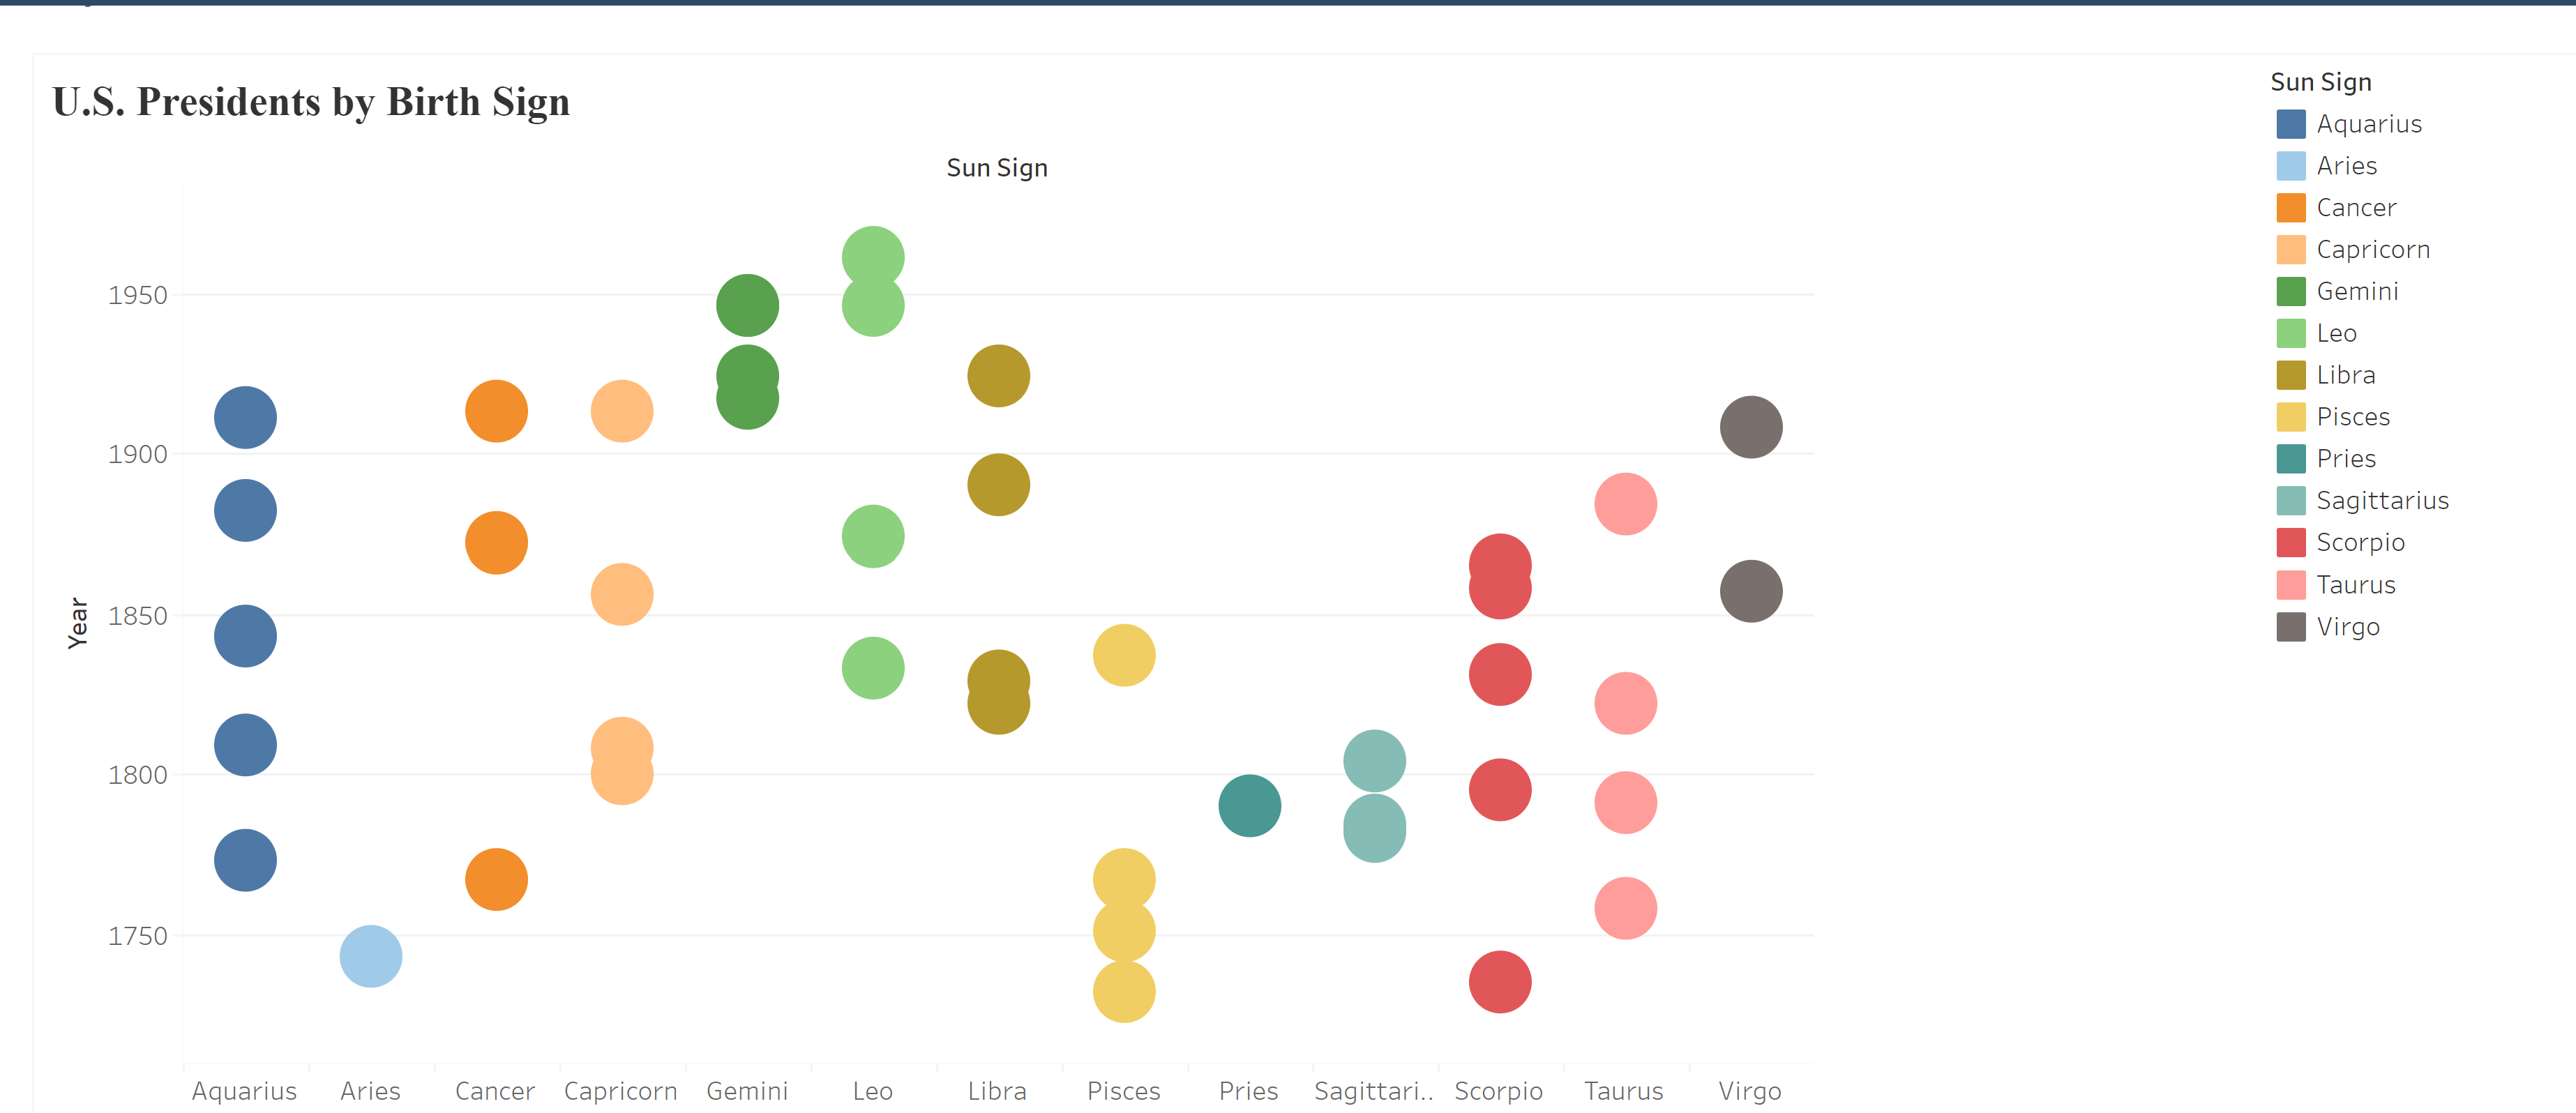 U.S. Presidents by Birth Sign
Sun Sign
1950
1900
1850
1800
1750
Year
Aquarius Aries Cancer Capricorn Gemini Leo Libra Pisces Pries Sagittari.. Scorpio Taurus Virgo
Sun Sign
Aquarius
Aries
Cancer
Capricorn
Gemini
Leo
Libra
Pisces
Pries
Sagittarius
Scorpio
Taurus
Virgo